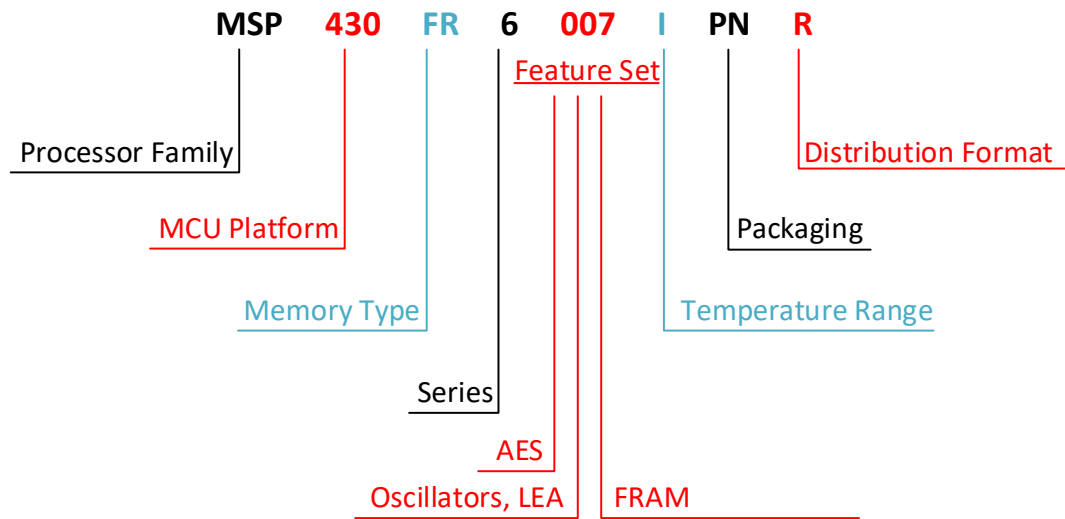 MSP 430 FR 6 007 I PN R
Feature Set
Processor Family
Distribution Format
MCU Platform
Packaging
Memory Type
Temperature Range
Series
AES
Oscillators, LEA
FRAM